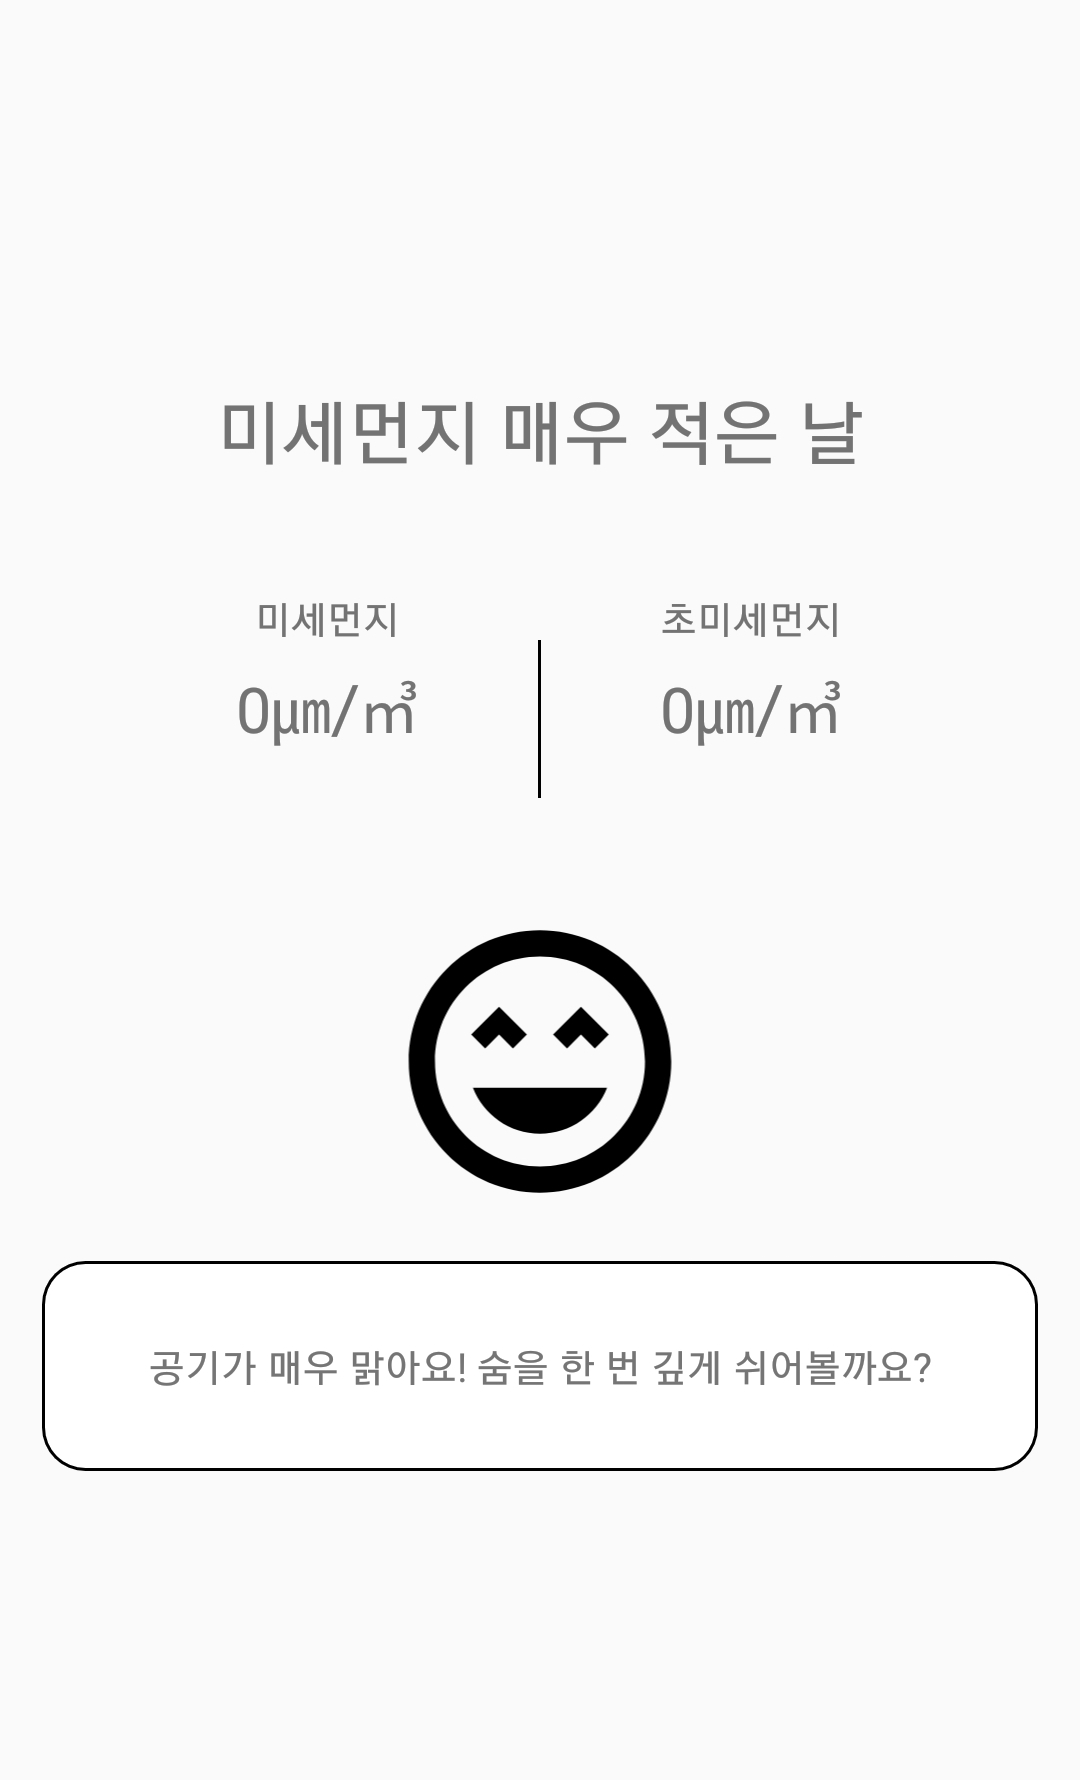 미세먼지 매우 적은 날
미세먼지
초미세먼지
0μm/㎥
0μm/㎥
공기가 매우 맑아요! 숨을 한 번 깊게 쉬어볼까요?